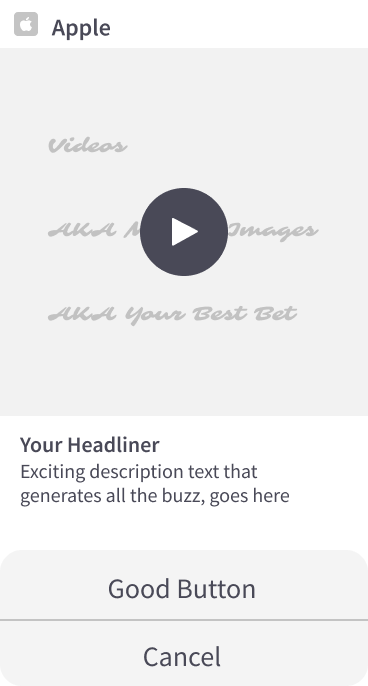 Apple
Videos
AKA Images
AKA Your Best Bet
Your Headliner
Exciting description text that
generates all the buzz, goes here
Good Button
Cancel